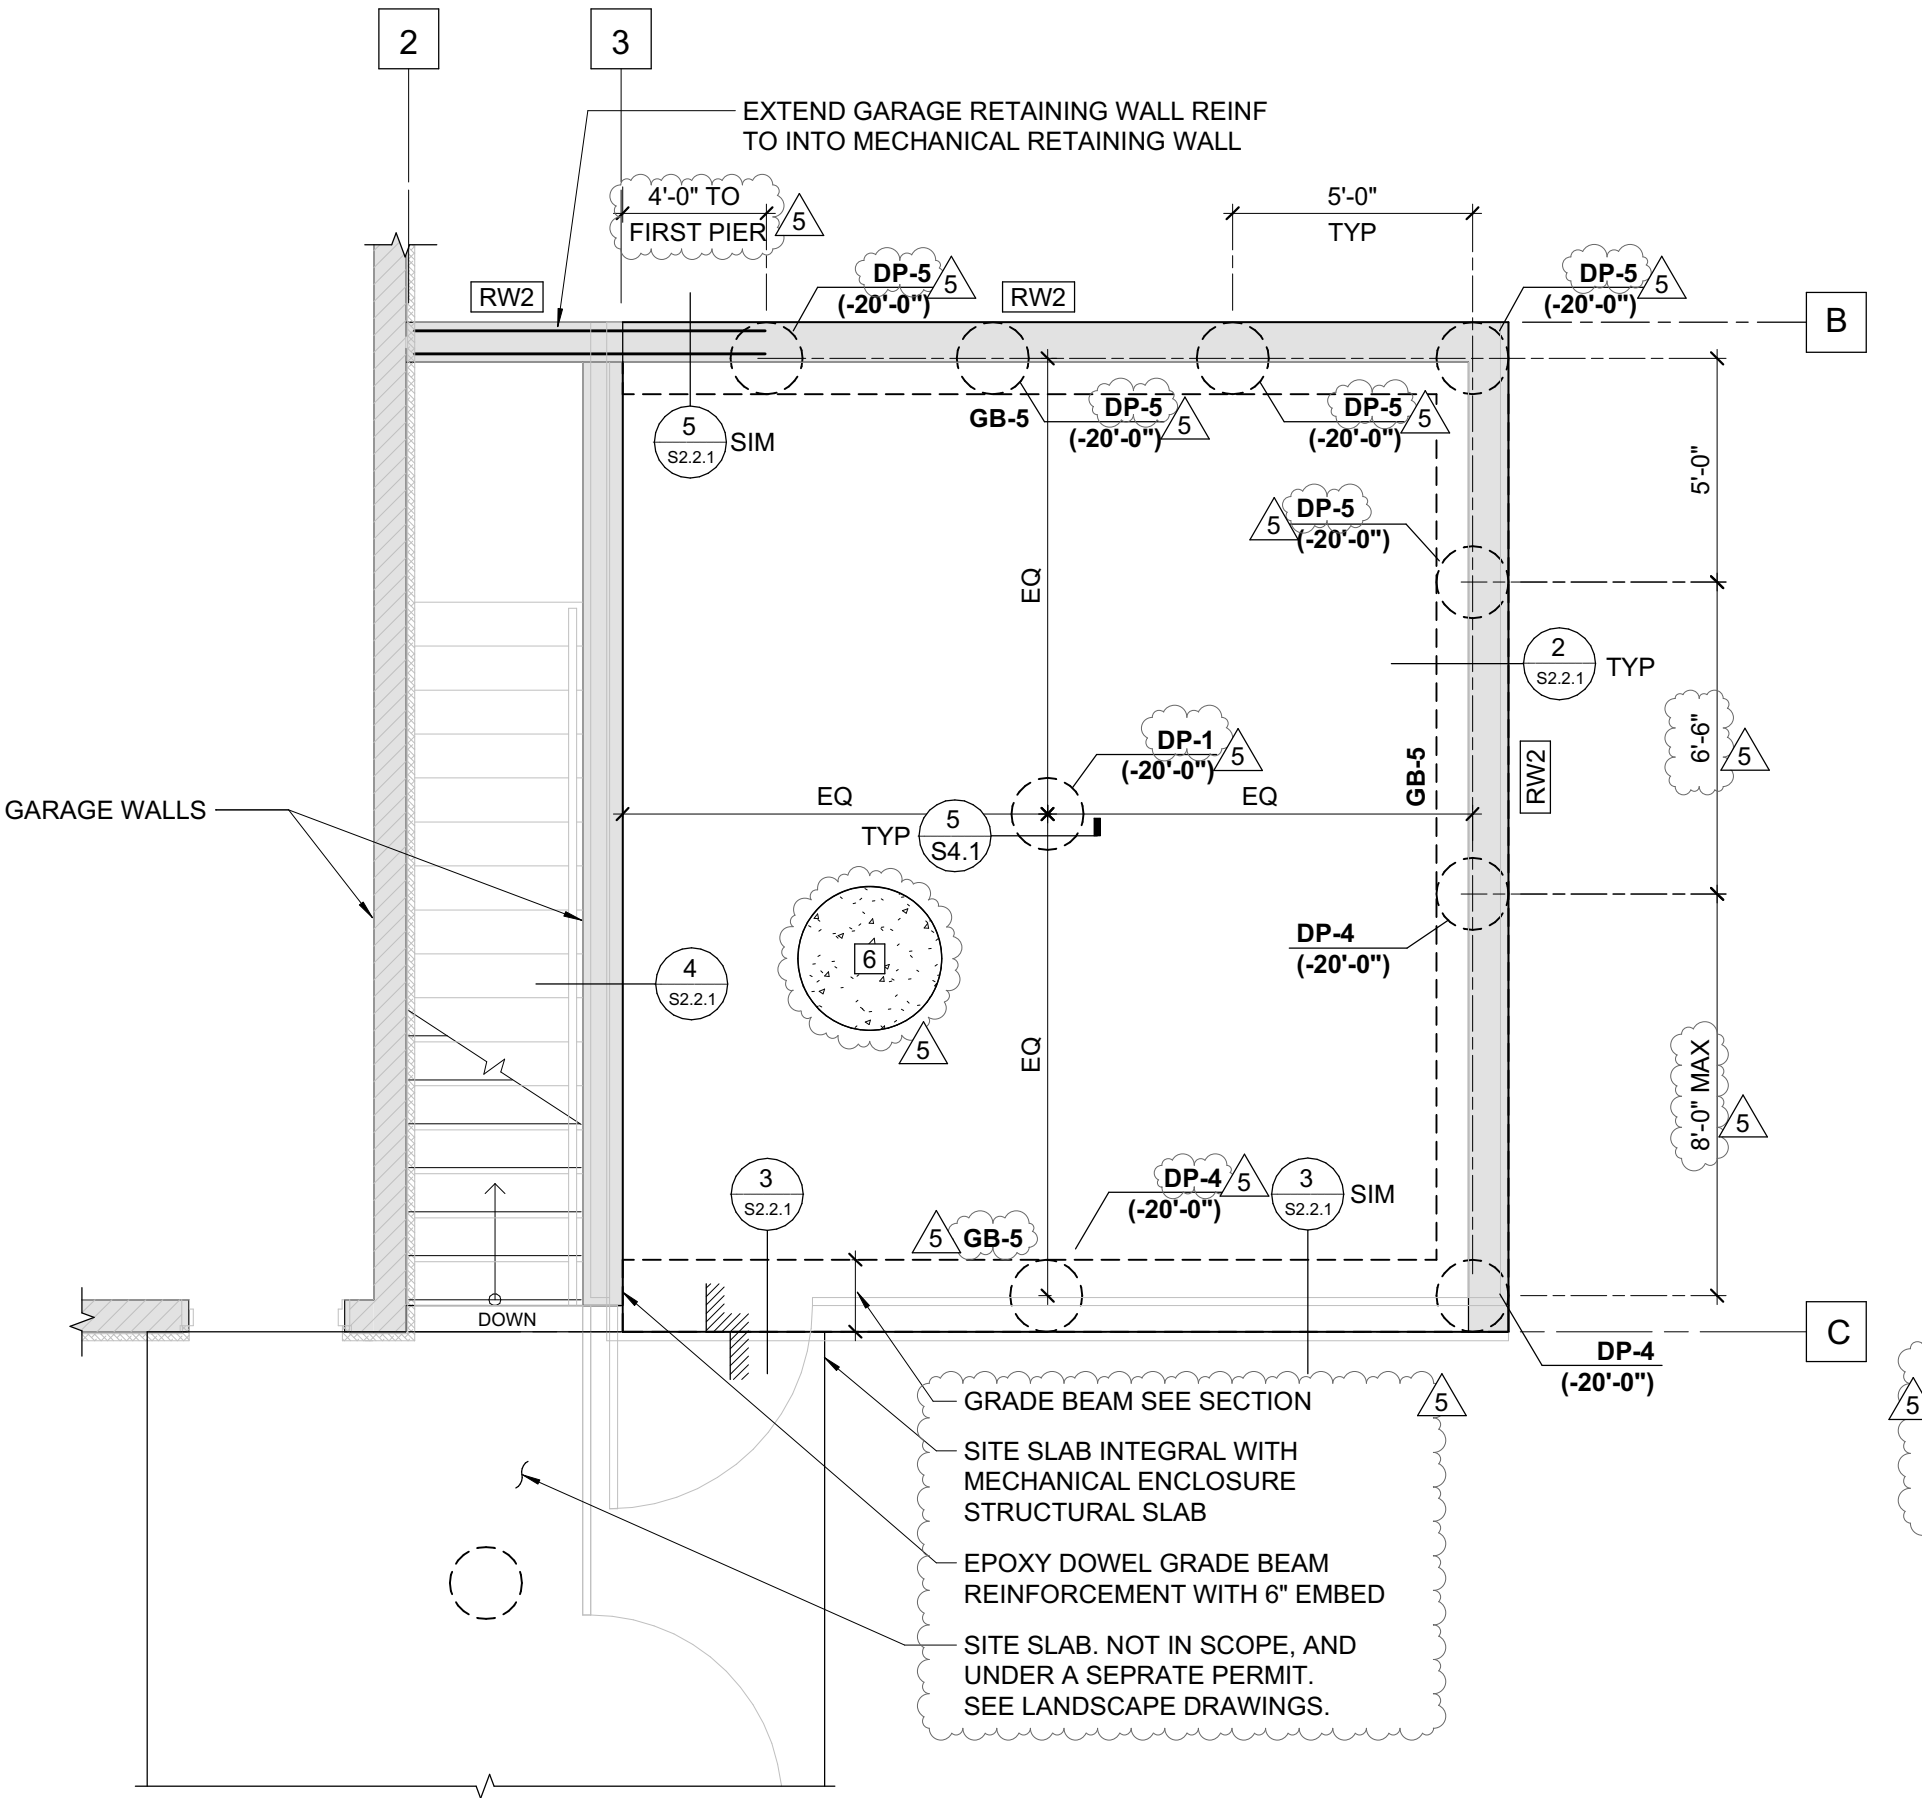 2
3
EXTEND GARAGE RETAINING WALL REINF
TO INTO MECHANICAL RETAINING WALL
4'-0" TO
FIRST PIER
5
5'-0"
TYP
RW2
DP-5
(-20'-0")
5
RW2
DP-5
(-20'-0")
5
B
5
S2.2.1
SIM
GB-5
DP-5
(-20'-0")
5
DP-5
(-20'-0")
5
5'-0"
5
DP-5
(-20'-0")
EQ
2
S2.2.1
TYP
6'-6"
5
DP-1
(-20'-0")
5
GB-5
RW2
GARAGE WALLS
EQ
EQ
TYP
5
S4.1
6
5
DP-4
(-20'-0")
4
S2.2.1
EQ
8'-0" MAX
5
3
S2.2.1
DP-4
(-20'-0")
5
3
S2.2.1
SIM
5
GB-5
DOWN
C
DP-4
(-20'-0")
5
5
GRADE BEAM SEE SECTION
SITE SLAB INTEGRAL WITH
MECHANICAL ENCLOSURE
STRUCTURAL SLAB
EPOXY DOWEL GRADE BEAM
REINFORCEMENT WITH 6" EMBED
SITE SLAB. NOT IN SCOPE, AND
UNDER A SEPRATE PERMIT.
SEE LANDSCAPE DRAWINGS.